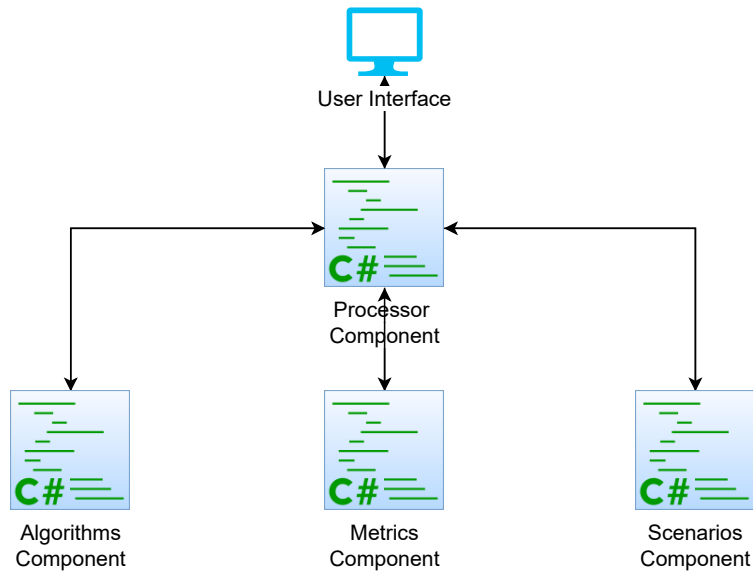 User Interface
C#
Processor
Component
C#
C#
C#
Algorithms
Component
Metrics
Component
Scenarios
Component